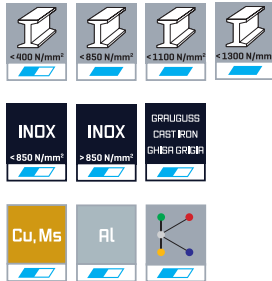 <400 N/mm² <850 N/mm² <1100 N/mm² <1300 N/mm²
INOX INOX GRAUGUSS
CAST IRON
GHISA GRIGIA
<850 N/mm² >850 N/mm²
Cu, Ms Al